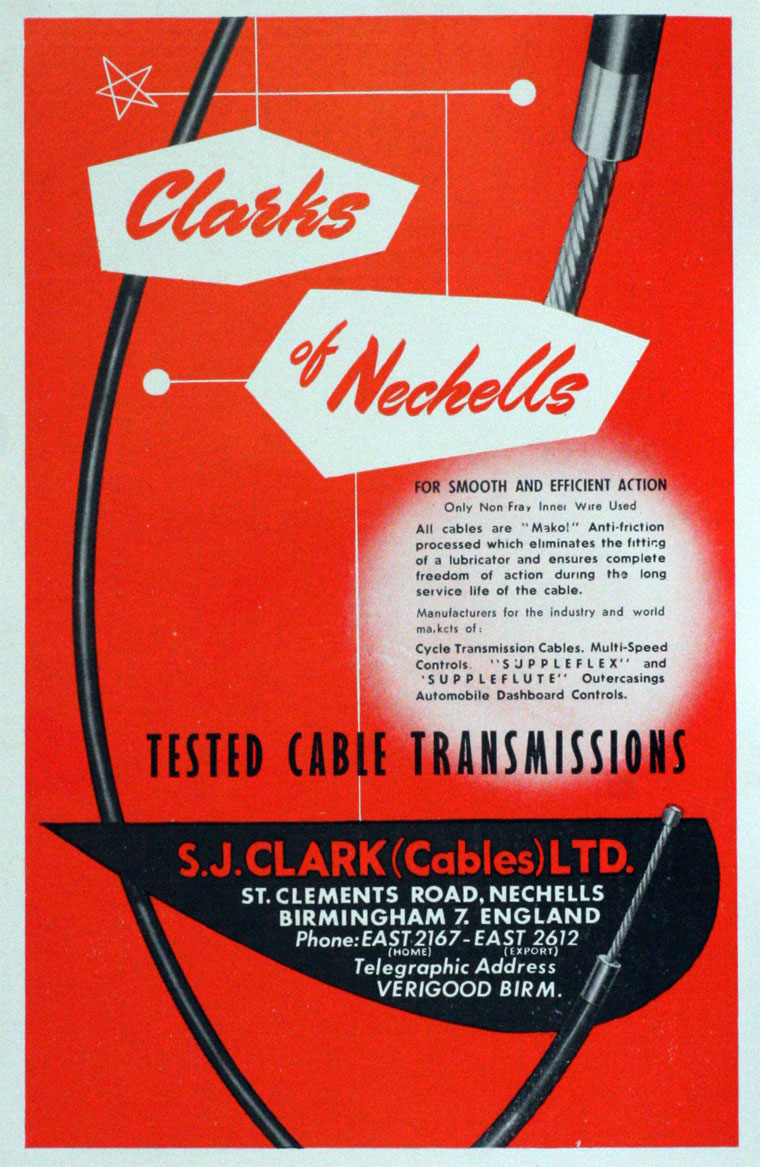 Clarks
of Nechells
FOR SMOOTH AND EFFICIENT ACTION
Only Non Fray Inner Wire Used
All cables are "Makol" Anti-friction
processed which eliminates the fitting
of a lubricator and ensures complete
freedom of action during the long
service life of the cable.
Manufacturers for the industry and world
markets of:
Cycle Transmission Cables. Multi-Speed
Controls. "SUPPLEFLEX" and
'SUPPLEFLUTE" Outercasings
Automobile Dashboard Controls.
TESTED CABLE TRANSMISSIONS
S.J. CLARK (Cables) LTD.
ST. CLEMENTS ROAD, NECHELLS
BIRMINGHAM 7. ENGLAND
Phone: EAST 2167 - EAST 2612
(HOME) (EXPORT)
Telegraphic Address
VERIGOOD BIRM.